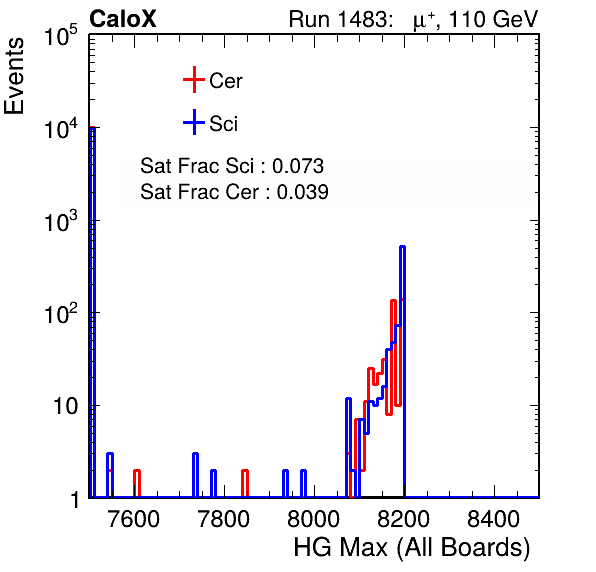 CaloX Run 1483: μ⁺, 110 GeV
Events
10⁵
10⁴
10³
10²
10
1
Cer
Sci
Sat Frac Sci : 0.073
Sat Frac Cer : 0.039
7600 7800 8000 8200 8400
HG Max (All Boards)